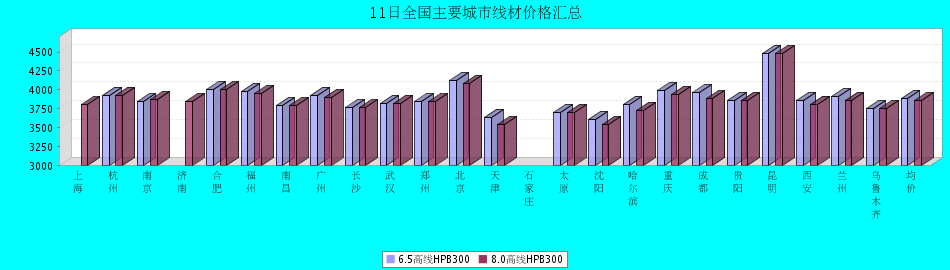 11日全国主要城市线材价格汇总
4500
4250
4000
3750
3500
3250
3000
上海
杭州
南京
济南
合肥
福州
南昌
广州
长沙
武汉
郑州
北京
天津
石家庄
太原
沈阳
哈尔滨
重庆
成都
贵阳
昆明
西安
兰州
乌鲁木齐
均价
6.5高线HPB300
8.0高线HPB300